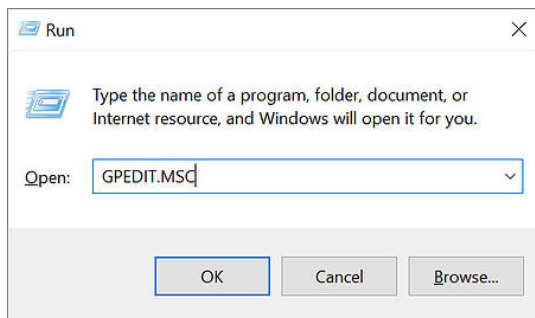 Run
Type the name of a program, folder, document, or
Internet resource, and Windows will open it for you.
Open:
GPEDIT.MSC
OK
Cancel
Browse...